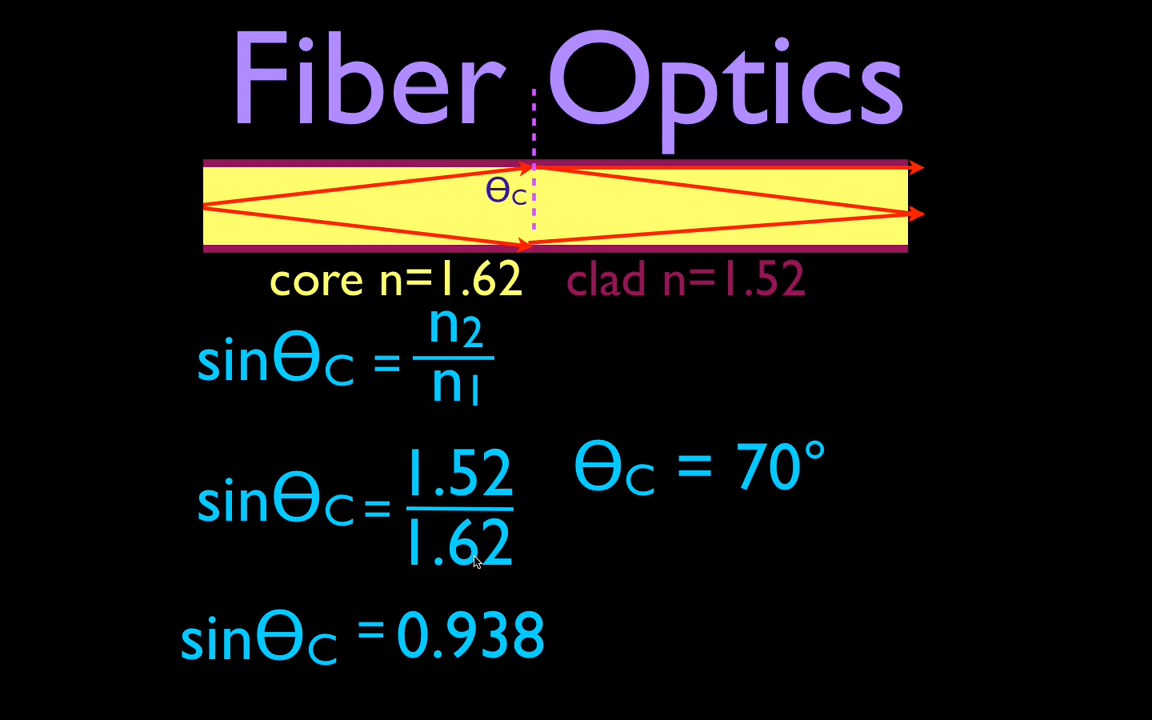 Fiber Optics
ϴC
core n=1.62 clad n=1.52
sinϴC = n2/n1
sinϴC = 1.52/1.62
ϴC = 70°
sinϴC = 0.938